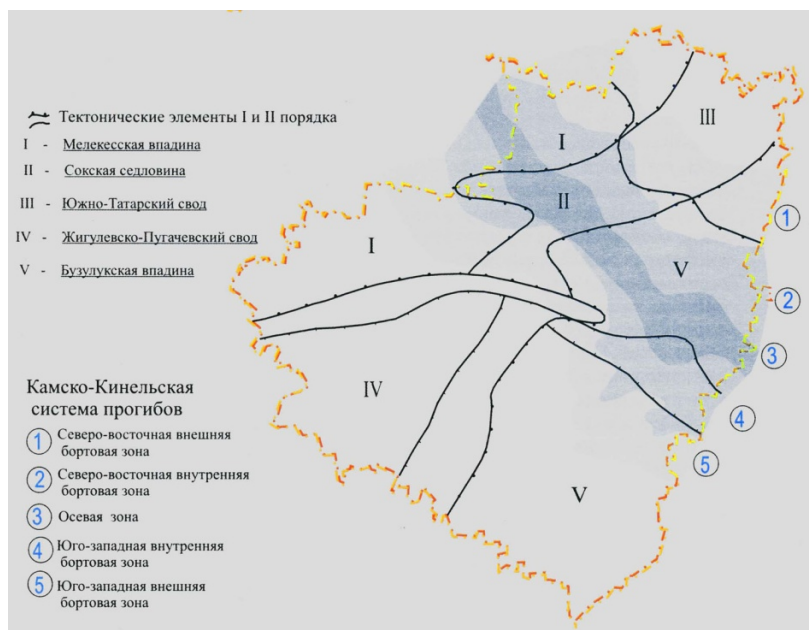 Тектонические элементы I и II порядка
I - Мелекесская впадина
II - Сокская седловина
III - Южно-Татарский свод
IV - Жигулевско-Пугачевский свод
V - Бузулукская впадина
I
III
II
I
V
IV
V
1
2
3
4
5
Камско-Кинельская
система прогибов
1 Северо-восточная внешняя
бортовая зона
2 Северо-восточная внутренняя
бортовая зона
3 Осевая зона
4 Юго-западная внутренняя
бортовая зона
5 Юго-западная внешняя
бортовая зона